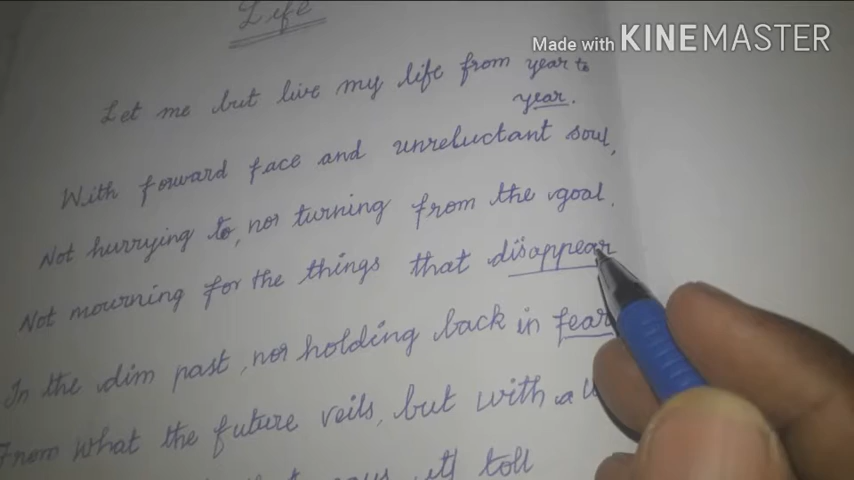 Life
Made with KINEMASTER
Let me but live my life from year to
year.
With forward face and unreluctant soul,
Not hurrying to, nor turning from the goal.
Not mourning for the things that disappear
In the dim past, nor holding back in fear
From what the future veils, but with a
toll